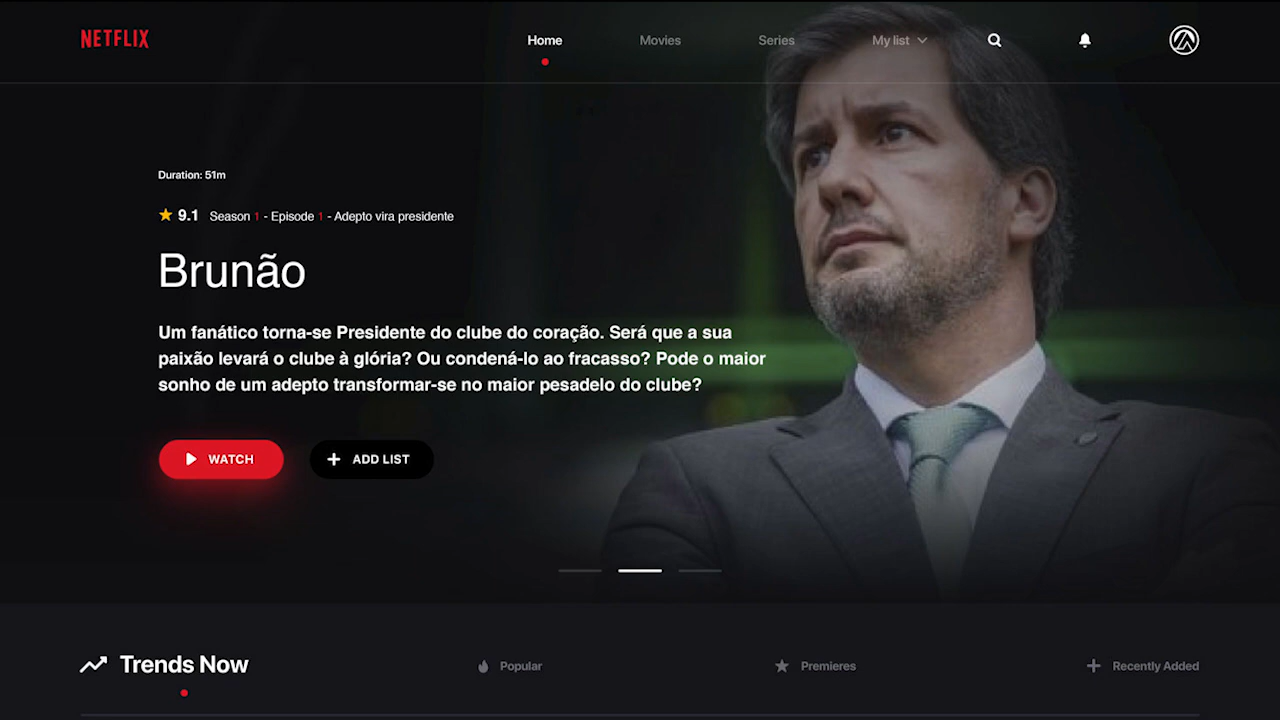 NETFLIX
Home
Movies
Series
My list
Duration: 51m
9.1 Season 1 - Episode 1 - Adepto vira presidente
Brunão
Um fanático torna-se Presidente do clube do coração. Será que a sua
paixão levará o clube à glória? Ou condená-lo ao fracasso? Pode o maior
sonho de um adepto transformar-se no maior pesadelo do clube?
WATCH
ADD LIST
Trends Now
Popular
Premieres
Recently Added